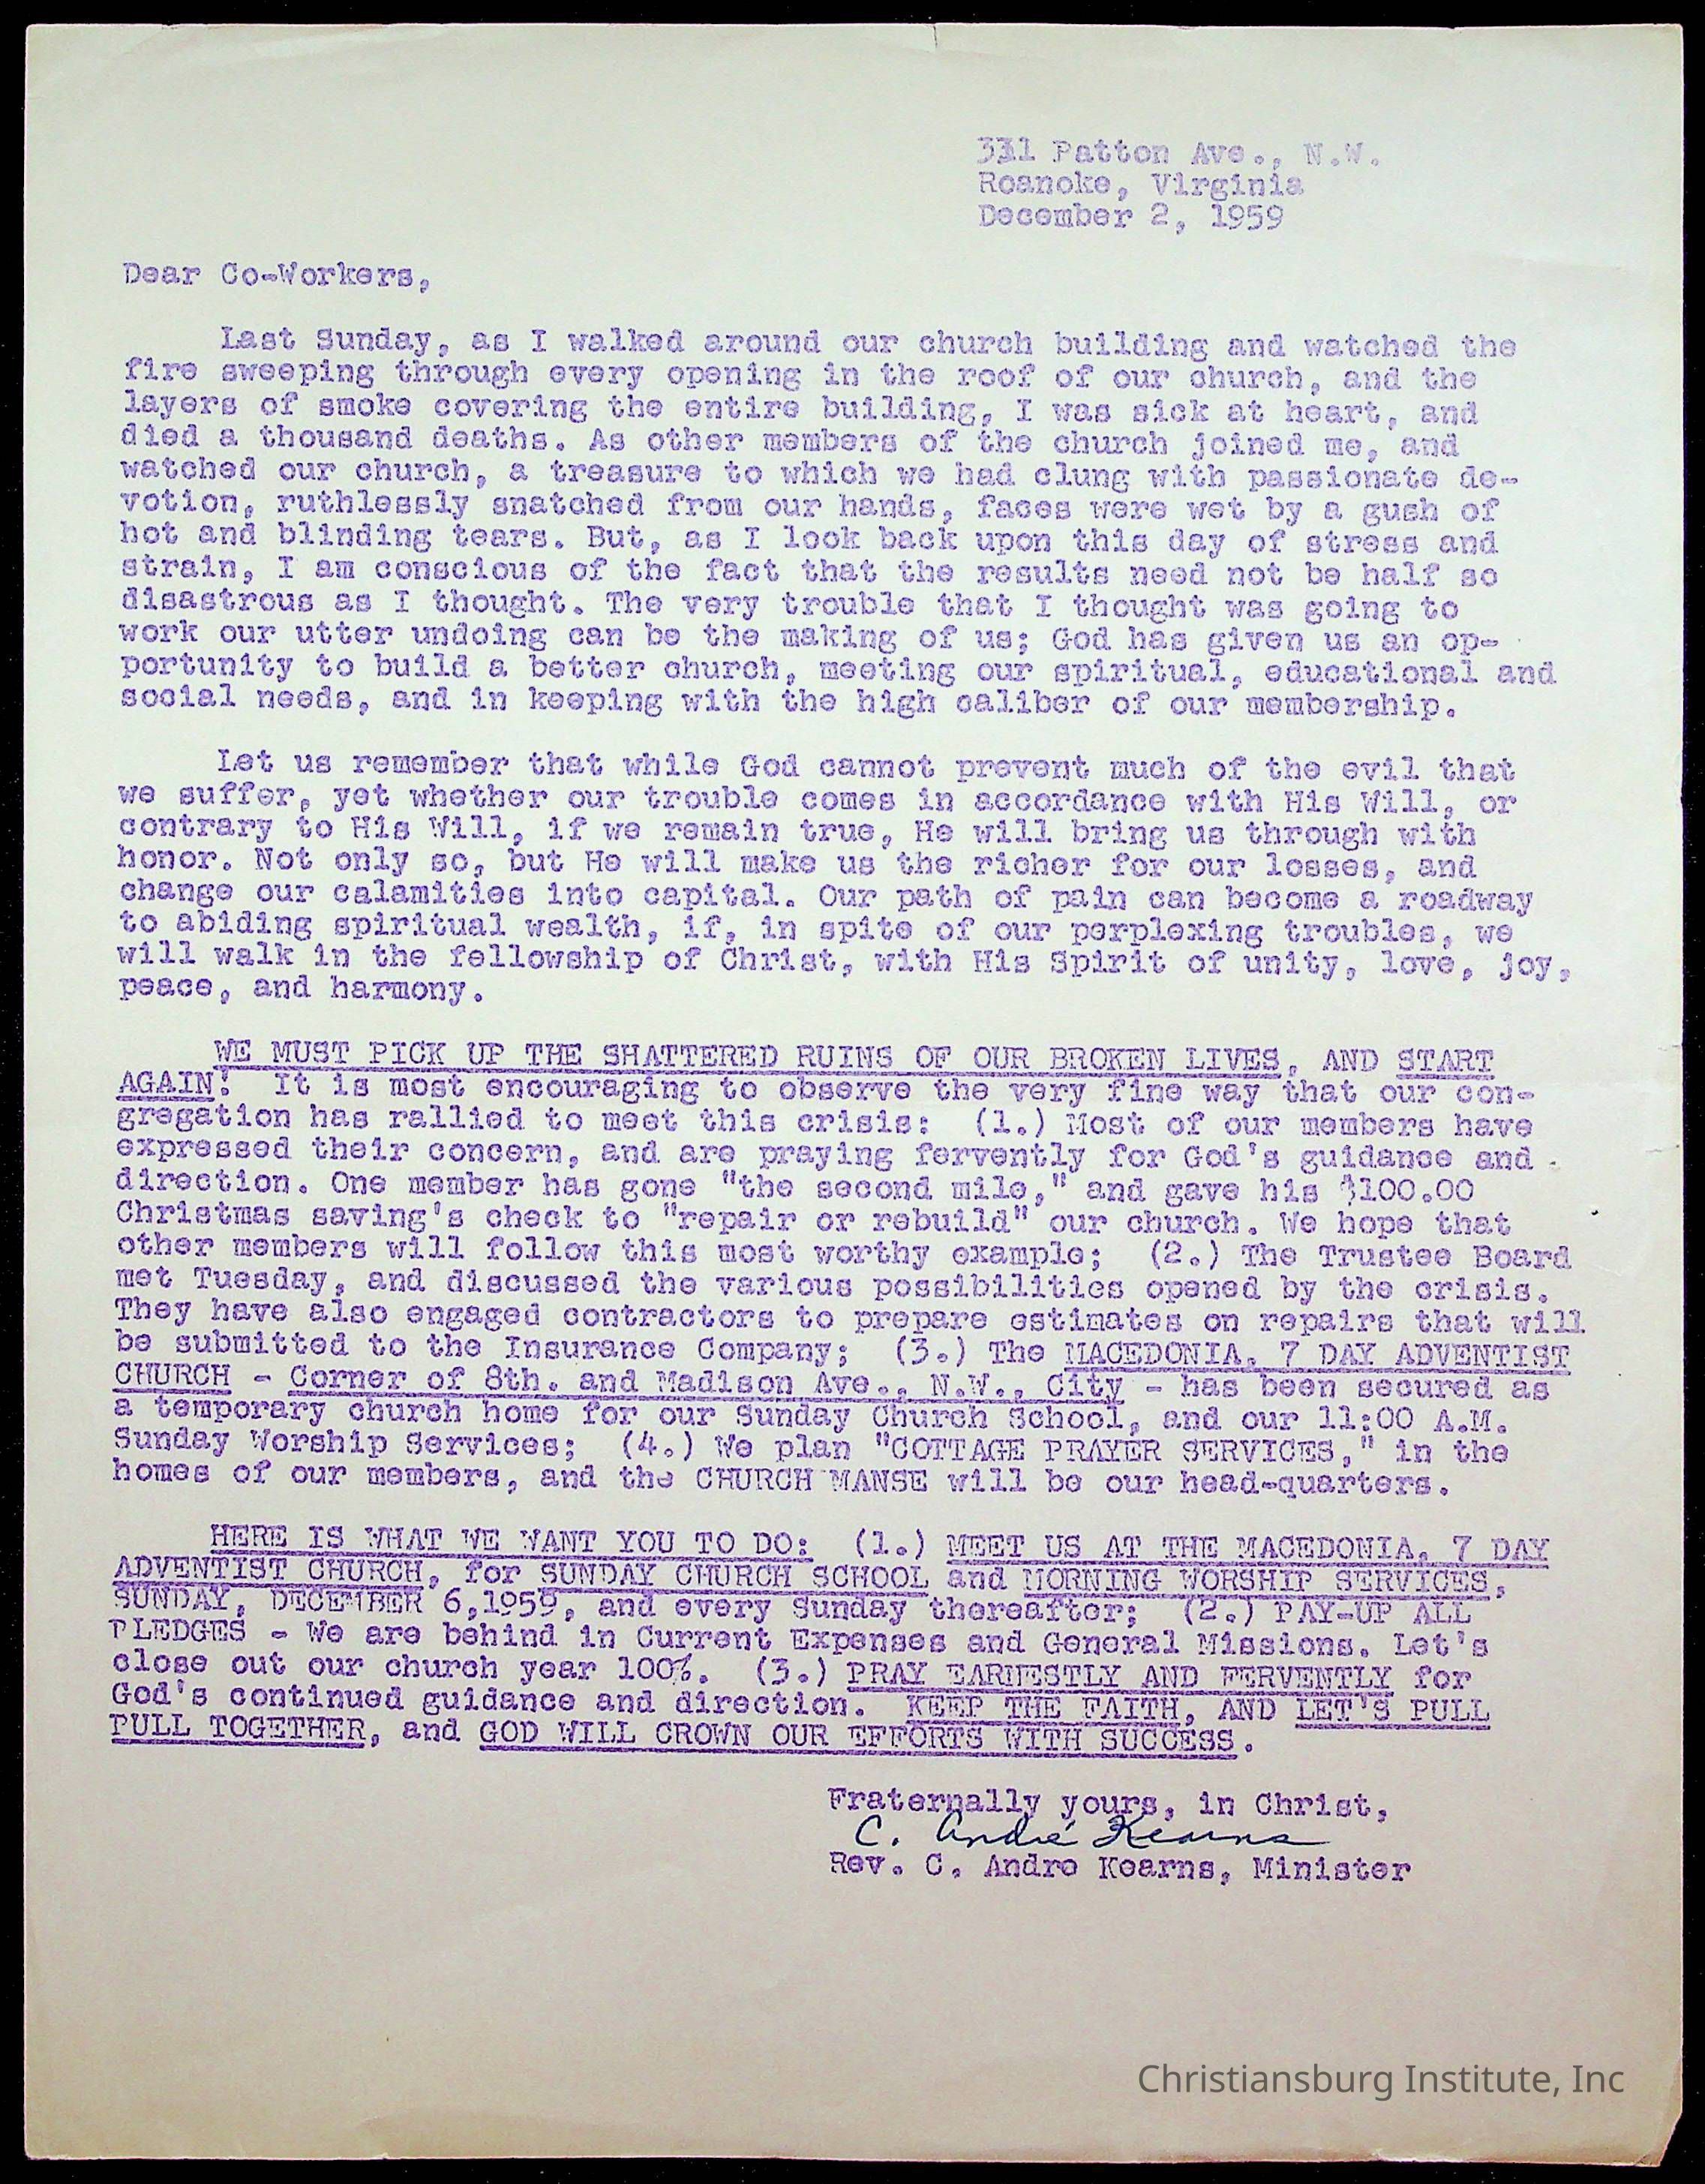 331 Patton Ave., N.W.
Roanoke, Virginia
December 2, 1959
Dear Co-Workers,
Last Sunday, as I walked around our church building and watched the
fire sweeping through every opening in the roof of our church, and the
layers of smoke covering the entire building, I was sick at heart, and
died a thousand deaths. As other members of the church joined me, and
watched our church, a treasure to which we had clung with passionate de-
votion, ruthlessly snatched from our hands, faces were wet by a gush of
hot and blinding tears. But, as I look back upon this day of stress and
strain, I am conscious of the fact that the results need not be half so
disastrous as I thought. The very trouble that I thought was going to
work our utter undoing can be the making of us; God has given us an op-
portunity to build a better church, meeting our spiritual, educational and
social needs, and in keeping with the high caliber of our membership.
Let us remember that while God cannot prevent much of the evil that
we suffer, yet whether our trouble comes in accordance with His Will, or
contrary to His Will, if we remain true, He will bring us through with
honor. Not only so, but He will make us the richer for our losses, and
change our calamities into capital. Our path of pain can become a roadway
to abiding spiritual wealth, if, in spite of our perplexing troubles, we
will walk in the fellowship of Christ, with His Spirit of unity, love, joy,
peace, and harmony.
WE MUST PICK UP THE SHATTERED RUINS OF OUR BROKEN LIVES, AND START
AGAIN! It is most encouraging to observe the very fine way that our con-
gregation has rallied to meet this crisis: (1.) Most of our members have
expressed their concern, and are praying fervently for God's guidance and
direction. One member has gone "the second mile," and gave his $100.00
Christmas saving's check to "repair or rebuild" our church. We hope that
other members will follow this most worthy example; (2.) The Trustee Board
met Tuesday, and discussed the various possibilities opened by the crisis.
They have also engaged contractors to prepare estimates on repairs that will
be submitted to the Insurance Company; (3.) The MACEDONIA, 7 DAY ADVENTIST
CHURCH - Corner of 8th. and Madison Ave., N.W., City - has been secured as
a temporary church home for our Sunday Church School, and our 11:00 A.M.
Sunday Worship Services; (4.) We plan "COTTAGE PRAYER SERVICES," in the
homes of our members, and the CHURCH MANSE will be our head-quarters.
HERE IS WHAT WE WANT YOU TO DO: (1.) MEET US AT THE MACEDONIA, 7 DAY
ADVENTIST CHURCH, for SUNDAY CHURCH SCHOOL and MORNING WORSHIP SERVICES,
SUNDAY, DECEMBER 6,1959, and every Sunday thereafter; (2.) PAY-UP ALL
PLEDGES - We are behind in Current Expenses and General Missions. Let's
close out our church year 100%. (3.) PRAY EARNESTLY AND FERVENTLY for
God's continued guidance and direction. KEEP THE FAITH, AND LET'S PULL
PULL TOGETHER, and GOD WILL CROWN OUR EFFORTS WITH SUCCESS.
Fraternally yours, in Christ,
C. André Kearns
Rev. C. Andre Kearns, Minister
Christiansburg Institute, Inc